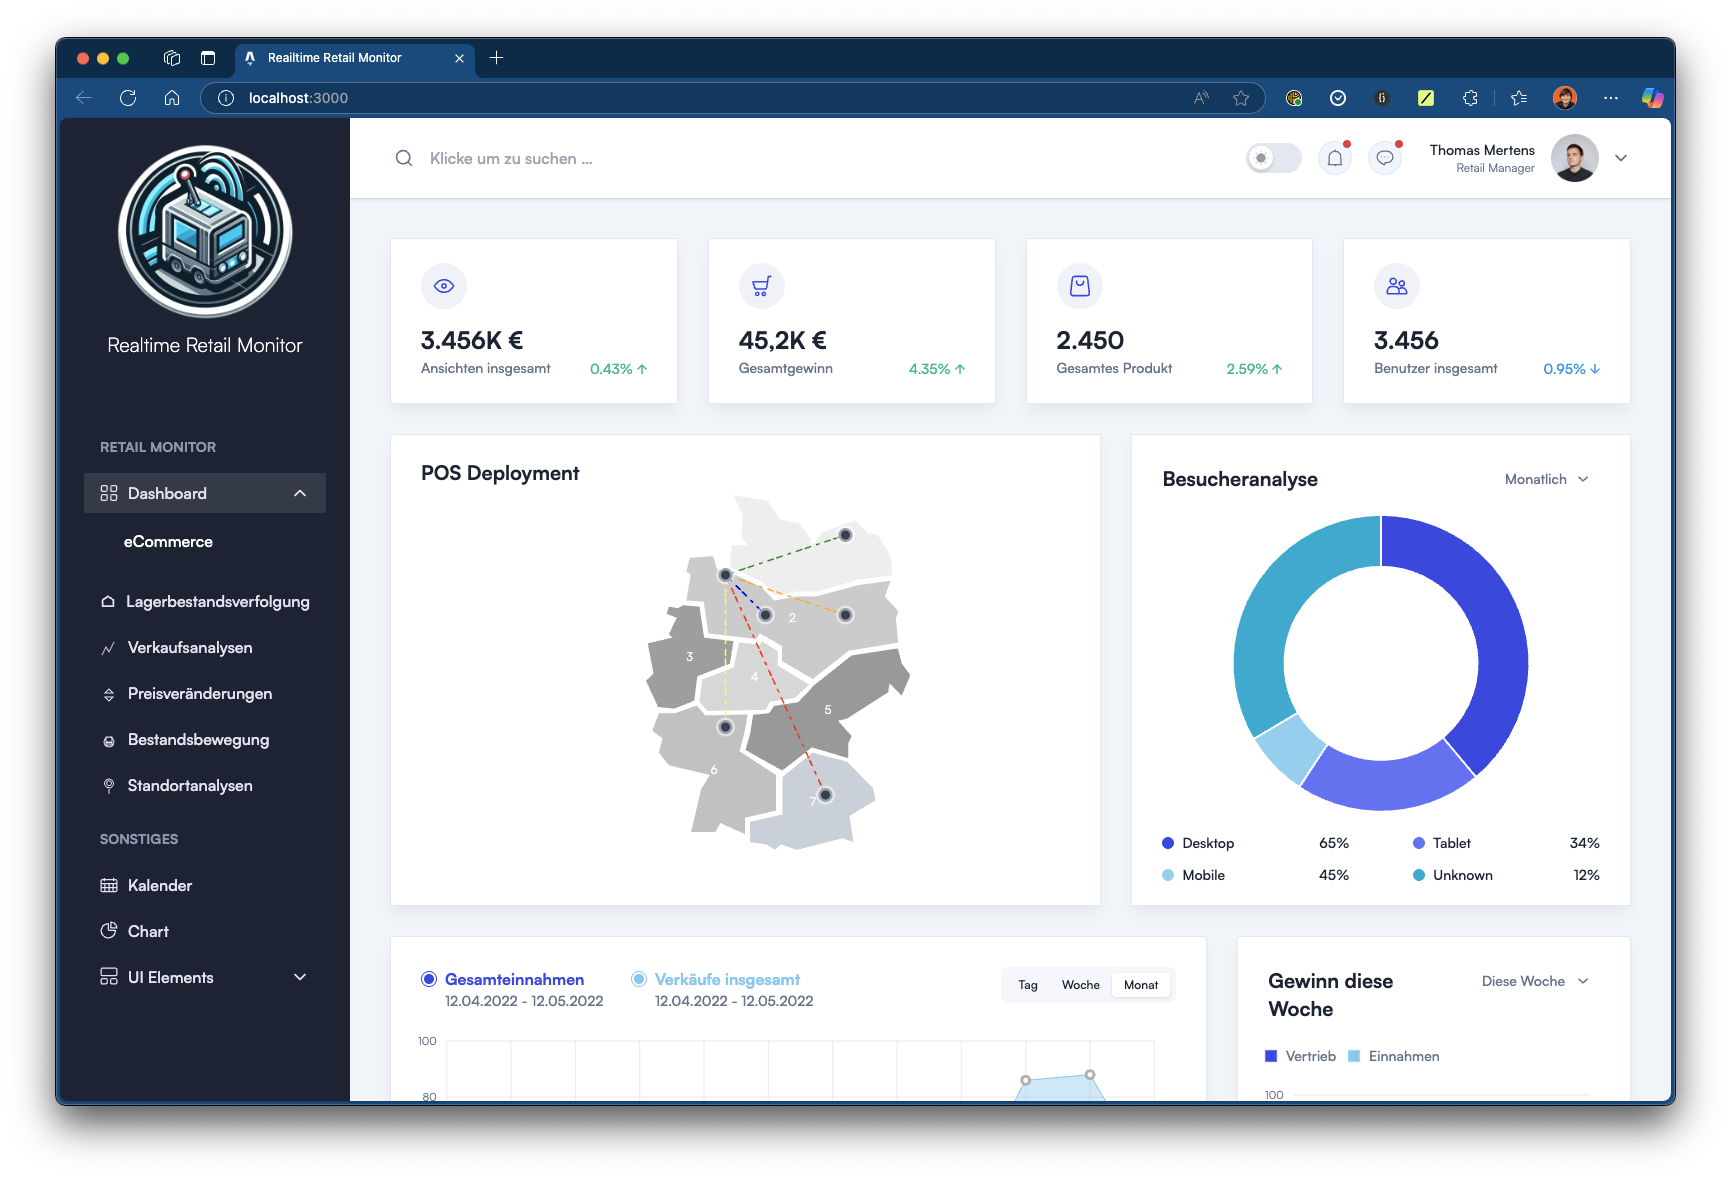 Realtime Retail Monitor
localhost:3000
Realtime Retail Monitor
RETAIL MONITOR
Dashboard
eCommerce
Lagerbestandsverfolgung
Verkaufsanalysen
Preisveränderungen
Bestandsbewegung
Standortanalysen
SONSTIGES
Kalender
Chart
UI Elements
Klicke um zu suchen ...
Thomas Mertens
Retail Manager
3.456K €
Ansichten insgesamt 0.43%
45,2K €
Gesamtgewinn 4.35%
2.450
Gesamtes Produkt 2.59%
3.456
Benutzer insgesamt 0.95%
POS Deployment
2
3
4
5
6
7
Besucheranalyse
Monatlich
Desktop 65%
Tablet 34%
Mobile 45%
Unknown 12%
Gesamteinnahmen
12.04.2022 - 12.05.2022
Verkäufe insgesamt
12.04.2022 - 12.05.2022
Tag Woche Monat
100
80
Gewinn diese
Woche
Diese Woche
Vertrieb Einnahmen
100